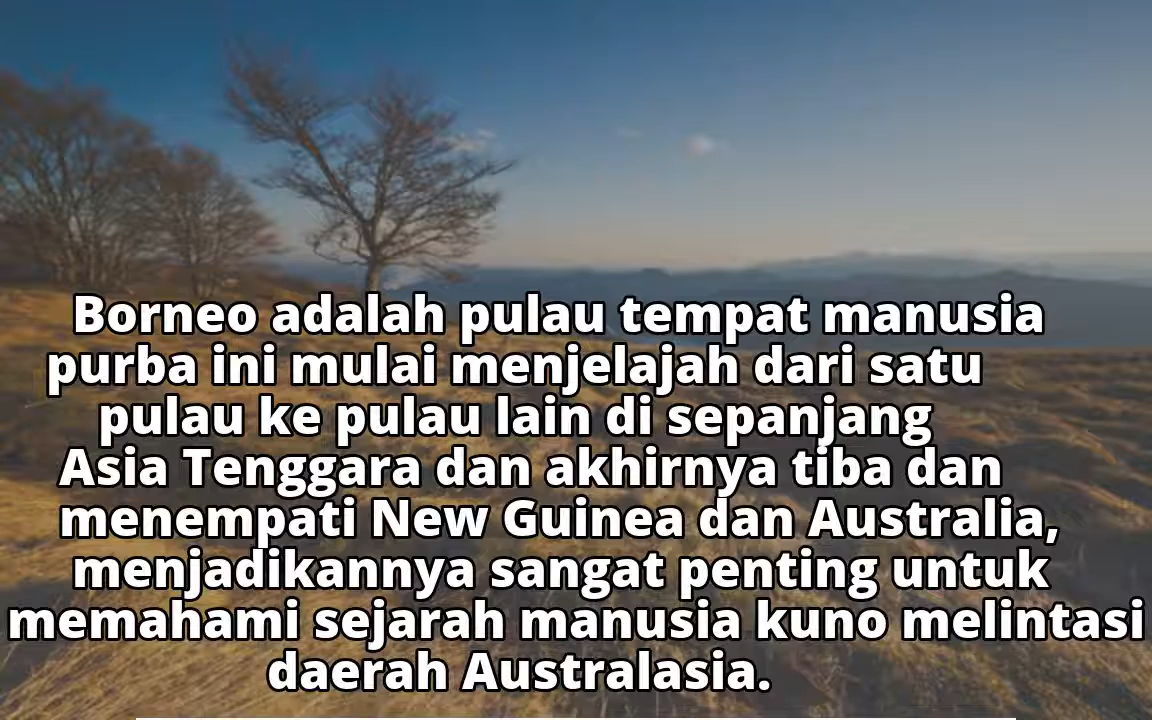 Borneo adalah pulau tempat manusia
purba ini mulai menjelajah dari satu
pulau ke pulau lain di sepanjang
Asia Tenggara dan akhirnya tiba dan
menempati New Guinea dan Australia,
menjadikannya sangat penting untuk
memahami sejarah manusia kuno melintasi
daerah Australasia.